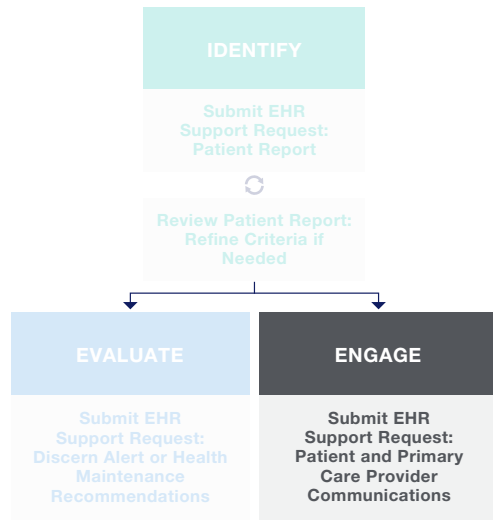 IDENTIFY
Submit EHR
Support Request:
Patient Report
Review Patient Report:
Refine Criteria if
Needed
EVALUATE
Submit EHR
Support Request:
Discern Alert or Health
Maintenance
Recommendations
ENGAGE
Submit EHR
Support Request:
Patient and Primary
Care Provider
Communications